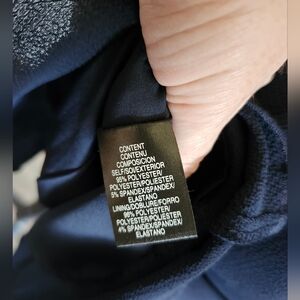 CONTENT
CONTENU
COMPOSICION
SELF/SOI/EXTERIOR
95% POLYESTER/
POLYESTER/POLIESTER
5% SPANDEX/SPANDEX/
ELASTANO
LINING/DOBLURE/FORRO
96% POLYESTER/
POLYESTER/POLIESTER
4% SPANDEX/SPANDEX/
ELASTANO